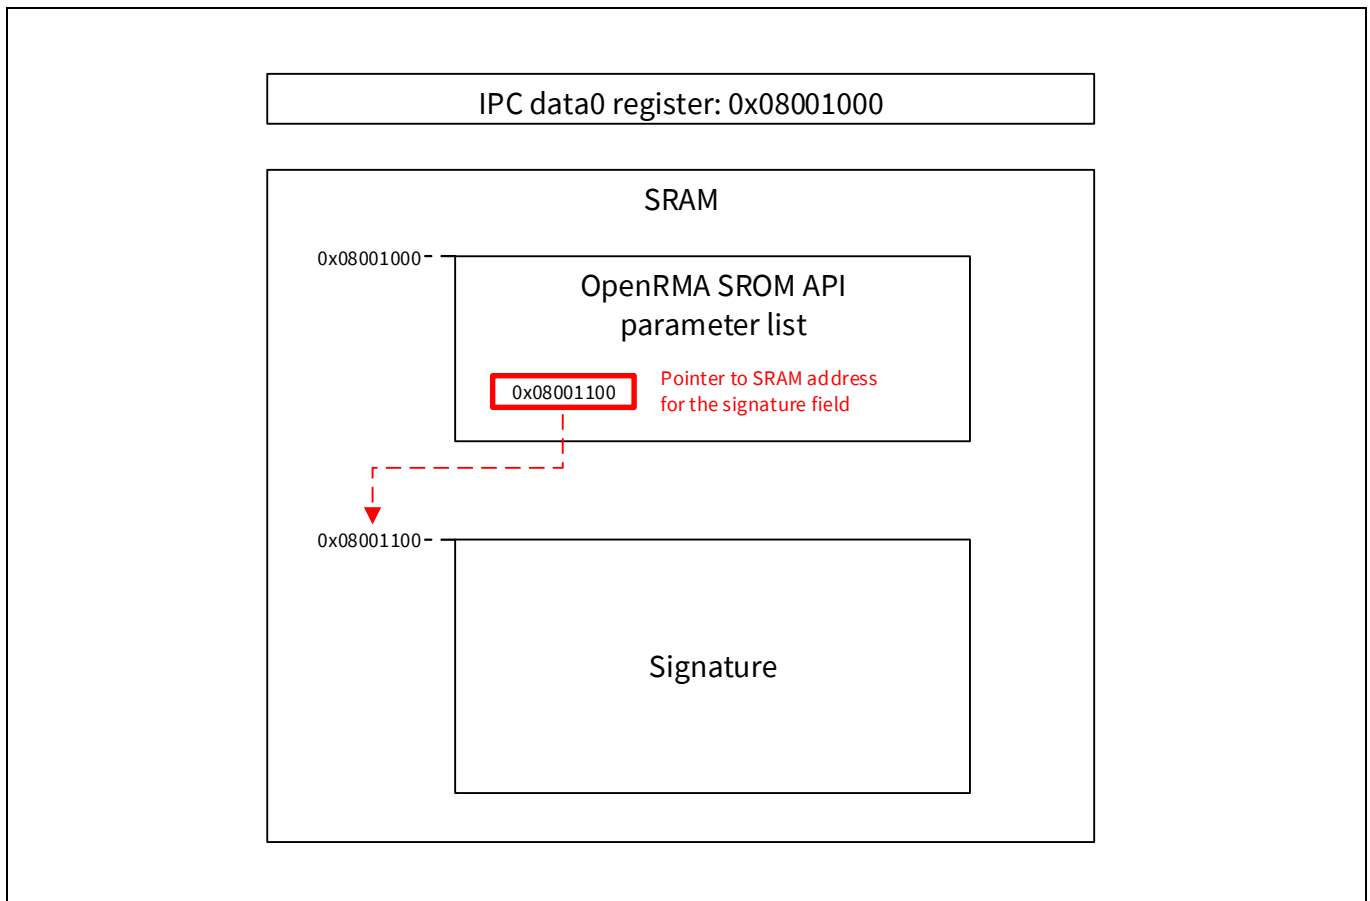 IPC data0 register: 0x08001000
SRAM
0x08001000
OpenRMA SROM API
parameter list
0x08001100
Pointer to SRAM address
for the signature field
0x08001100
Signature